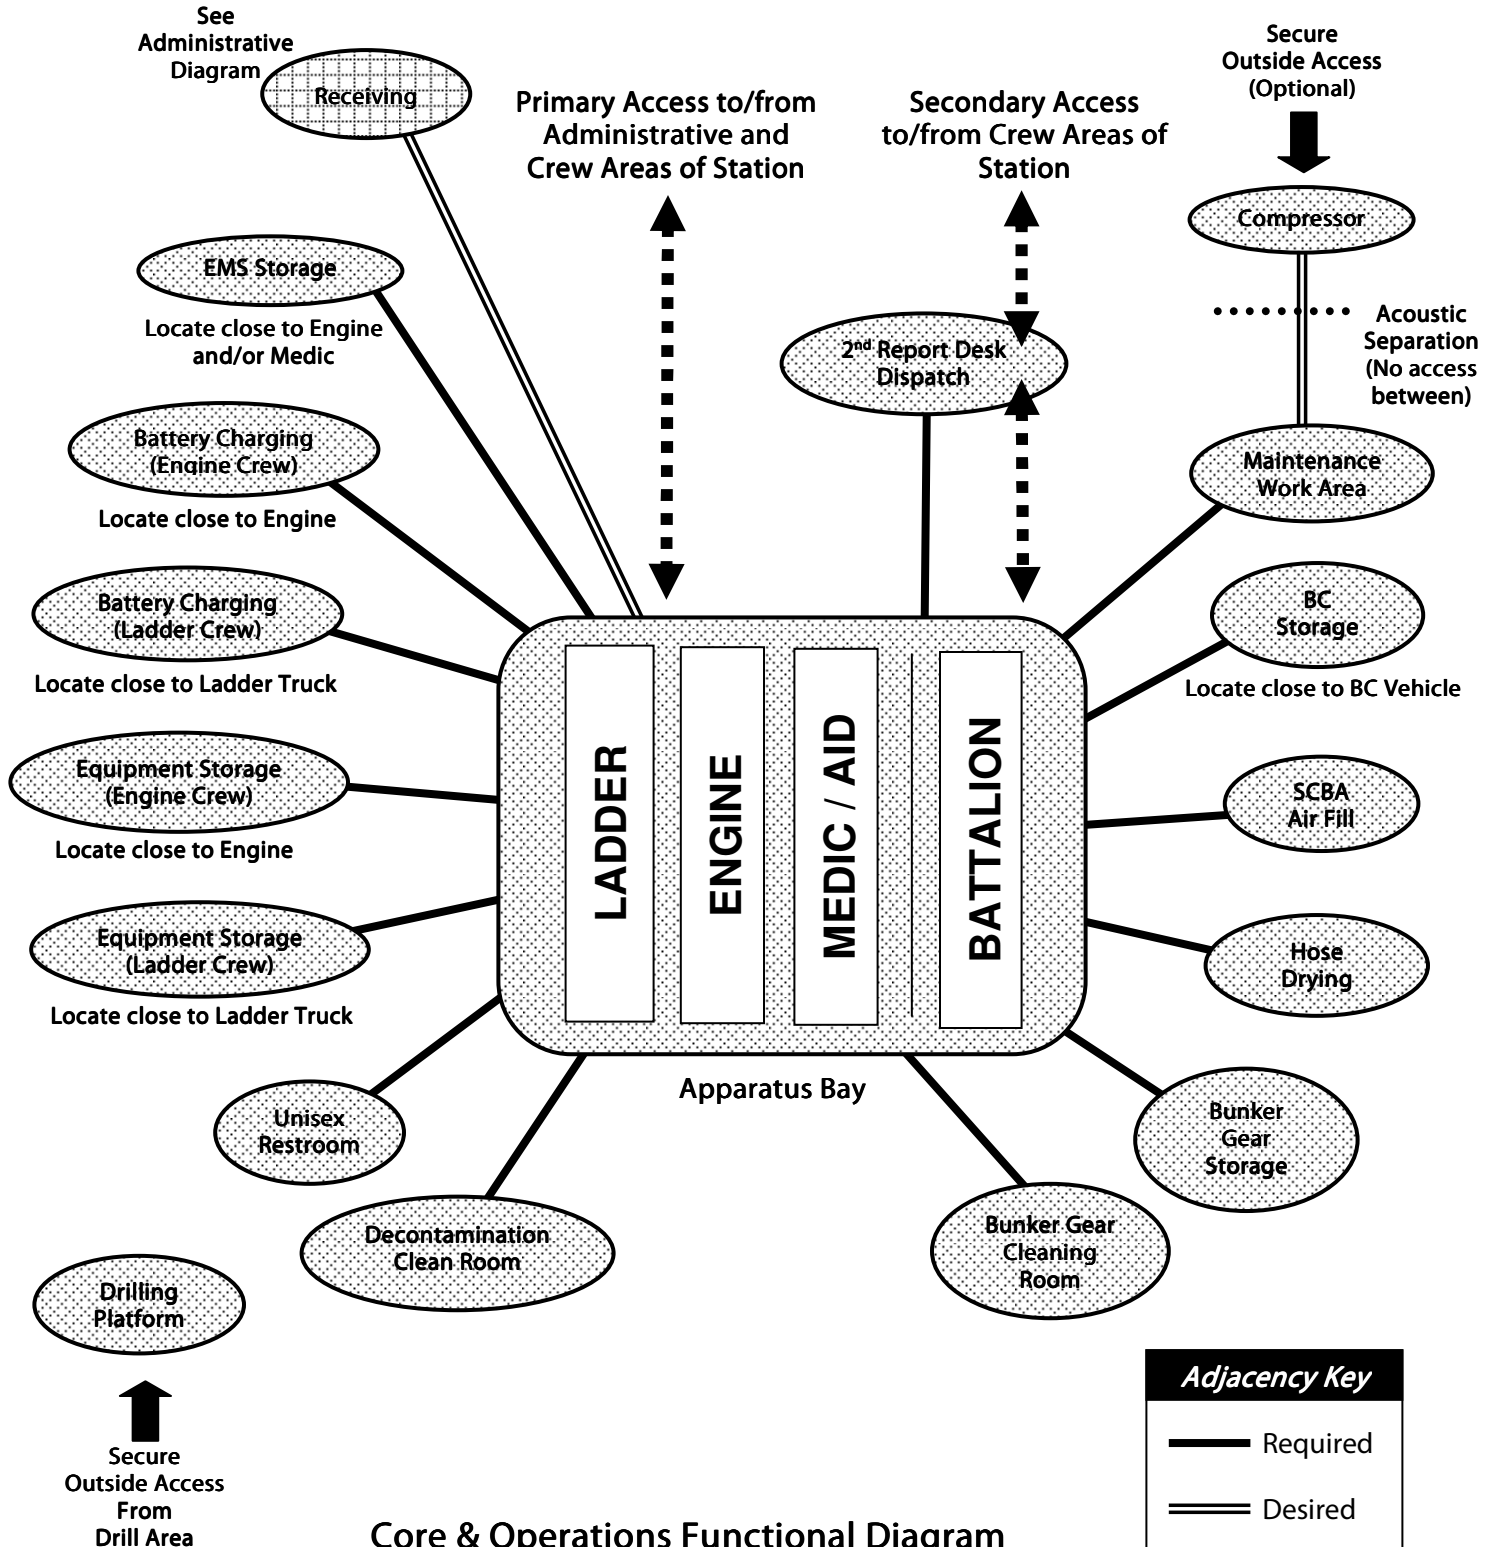 See
Administrative
Diagram
Receiving
Primary Access to/from
Administrative and
Crew Areas of Station
Secondary Access
to/from Crew Areas of
Station
Secure
Outside Access
(Optional)
Compressor
EMS Storage
Locate close to Engine
and/or Medic
2nd Report Desk
Dispatch
Acoustic
Separation
(No access
between)
Battery Charging
(Engine Crew)
Locate close to Engine
Maintenance
Work Area
Battery Charging
(Ladder Crew)
Locate close to Ladder Truck
BC
Storage
Locate close to BC Vehicle
Equipment Storage
(Engine Crew)
Locate close to Engine
LADDER
ENGINE
MEDIC / AID
BATTALION
SCBA
Air Fill
Equipment Storage
(Ladder Crew)
Locate close to Ladder Truck
Hose
Drying
Apparatus Bay
Unisex
Restroom
Bunker
Gear
Storage
Decontamination
Clean Room
Bunker Gear
Cleaning
Room
Drilling
Platform
Secure
Outside Access
From
Drill Area
Adjacency Key
Required
Desired
Core & Operations Functional Diagram